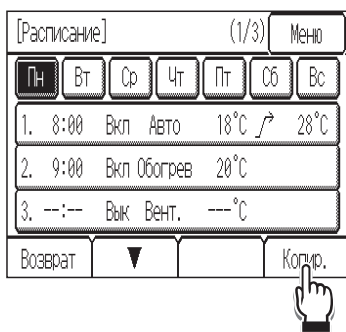 [Расписание] (1/3) Меню
Пн Вт Ср Чт Пт Сб Вс
1. 8:00 Вкл Авто 18°C 28°C
2. 9:00 Вкл Обогрев 20°C
3. --:-- Вык Вент. ---°C
Возврат ▼ Копир.